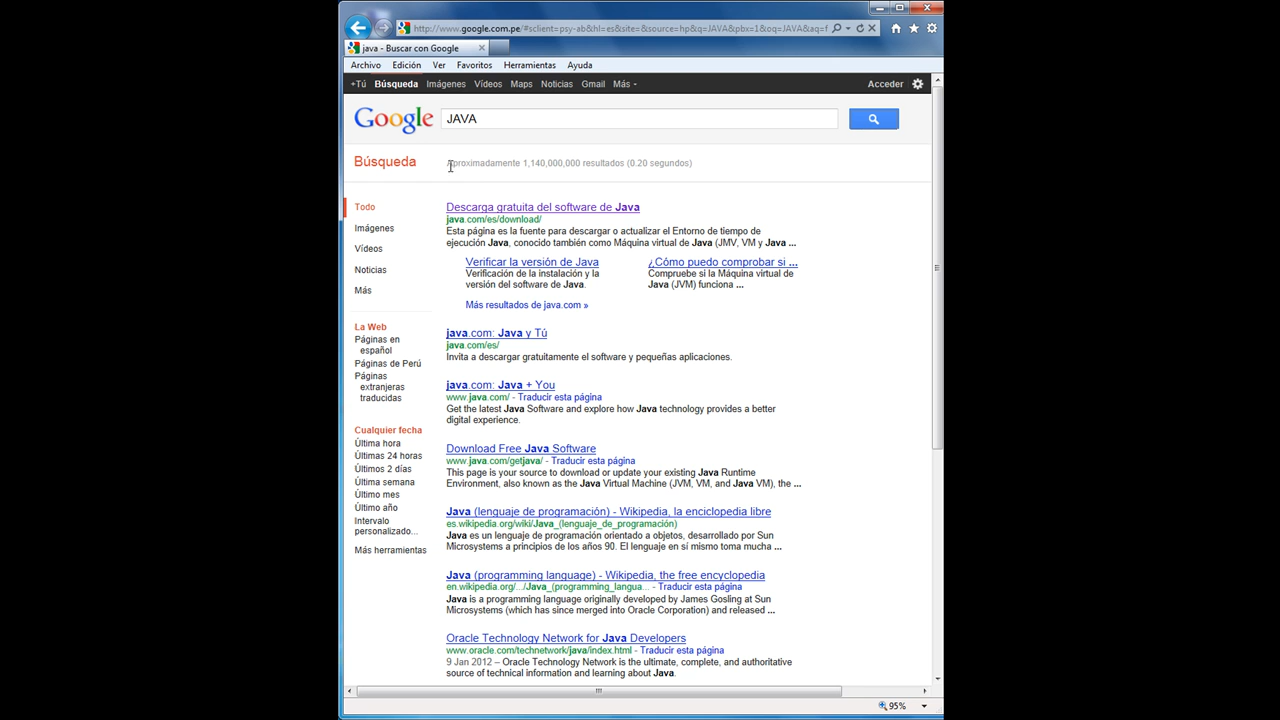 http://www.google.com.pe/#sclient=psy-ab&hl=es&site=&source=hp&q=JAVA&pbx=1&oq=JAVA&aq=f
java - Buscar con Google
Archivo Edición Ver Favoritos Herramientas Ayuda
+Tú Búsqueda Imágenes Vídeos Maps Noticias Gmail Más Acceder
Google JAVA
Búsqueda Aproximadamente 1,140,000,000 resultados (0.20 segundos)
Todo
Imágenes
Vídeos
Noticias
Más
La Web
Páginas en
español
Páginas de Perú
Páginas
extranjeras
traducidas
Cualquier fecha
Última hora
Últimas 24 horas
Últimos 2 días
Última semana
Último mes
Último año
Intervalo
personalizado...
Más herramientas
Descarga gratuita del software de Java
java.com/es/download/
Esta página es la fuente para descargar o actualizar el Entorno de tiempo de
ejecución Java, conocido también como Máquina virtual de Java (JMV, VM y Java ...
Verificar la versión de Java
Verificación de la instalación y la
versión del software de Java.
¿Cómo puedo comprobar si ...
Compruebe si la Máquina virtual de
Java (JVM) funciona ...
Más resultados de java.com »
java.com: Java y Tú
java.com/es/
Invita a descargar gratuitamente el software y pequeñas aplicaciones.
java.com: Java + You
www.java.com/ - Traducir esta página
Get the latest Java Software and explore how Java technology provides a better
digital experience.
Download Free Java Software
www.java.com/getjava/ - Traducir esta página
This page is your source to download or update your existing Java Runtime
Environment, also known as the Java Virtual Machine (JVM, VM, and Java VM), the ...
Java (lenguaje de programación) - Wikipedia, la enciclopedia libre
es.wikipedia.org/wiki/Java_(lenguaje_de_programación)
Java es un lenguaje de programación orientado a objetos, desarrollado por Sun
Microsystems a principios de los años 90. El lenguaje en sí mismo toma mucha ...
Java (programming language) - Wikipedia, the free encyclopedia
en.wikipedia.org/.../Java_(programming_langua... - Traducir esta página
Java is a programming language originally developed by James Gosling at Sun
Microsystems (which has since merged into Oracle Corporation) and released ...
Oracle Technology Network for Java Developers
www.oracle.com/technetwork/java/index.html - Traducir esta página
9 Jan 2012 – Oracle Technology Network is the ultimate, complete, and authoritative
source of technical information and learning about Java.
95%